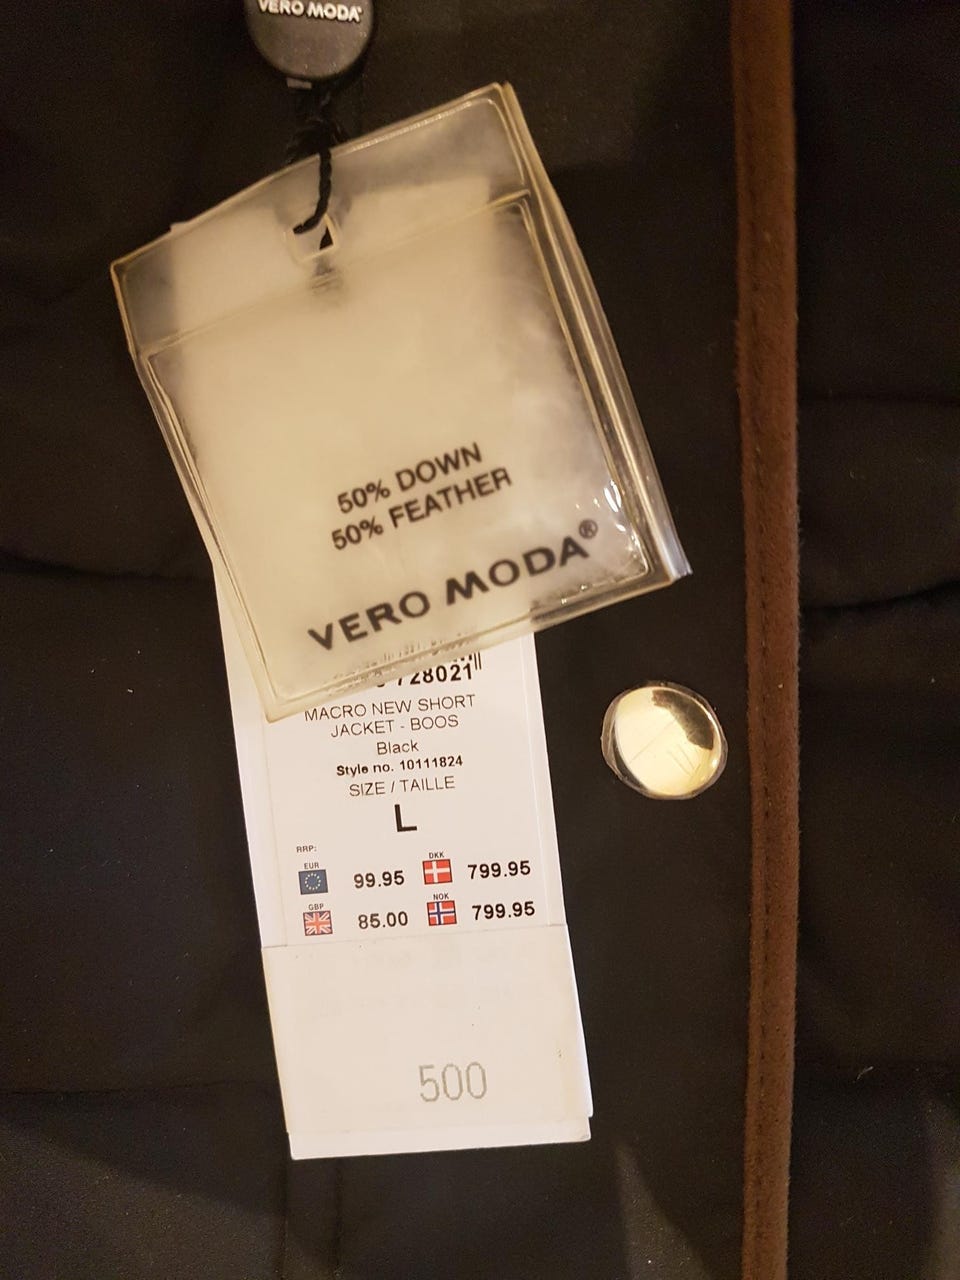 VERO MODA
50% DOWN
50% FEATHER
VERO MODA®
728021
MACRO NEW SHORT
JACKET - BOOS
Black
Style no. 10111824
SIZE / TAILLE
L
RRP:
EUR 99.95 DKK 799.95
GBP 85.00 NOK 799.95
500